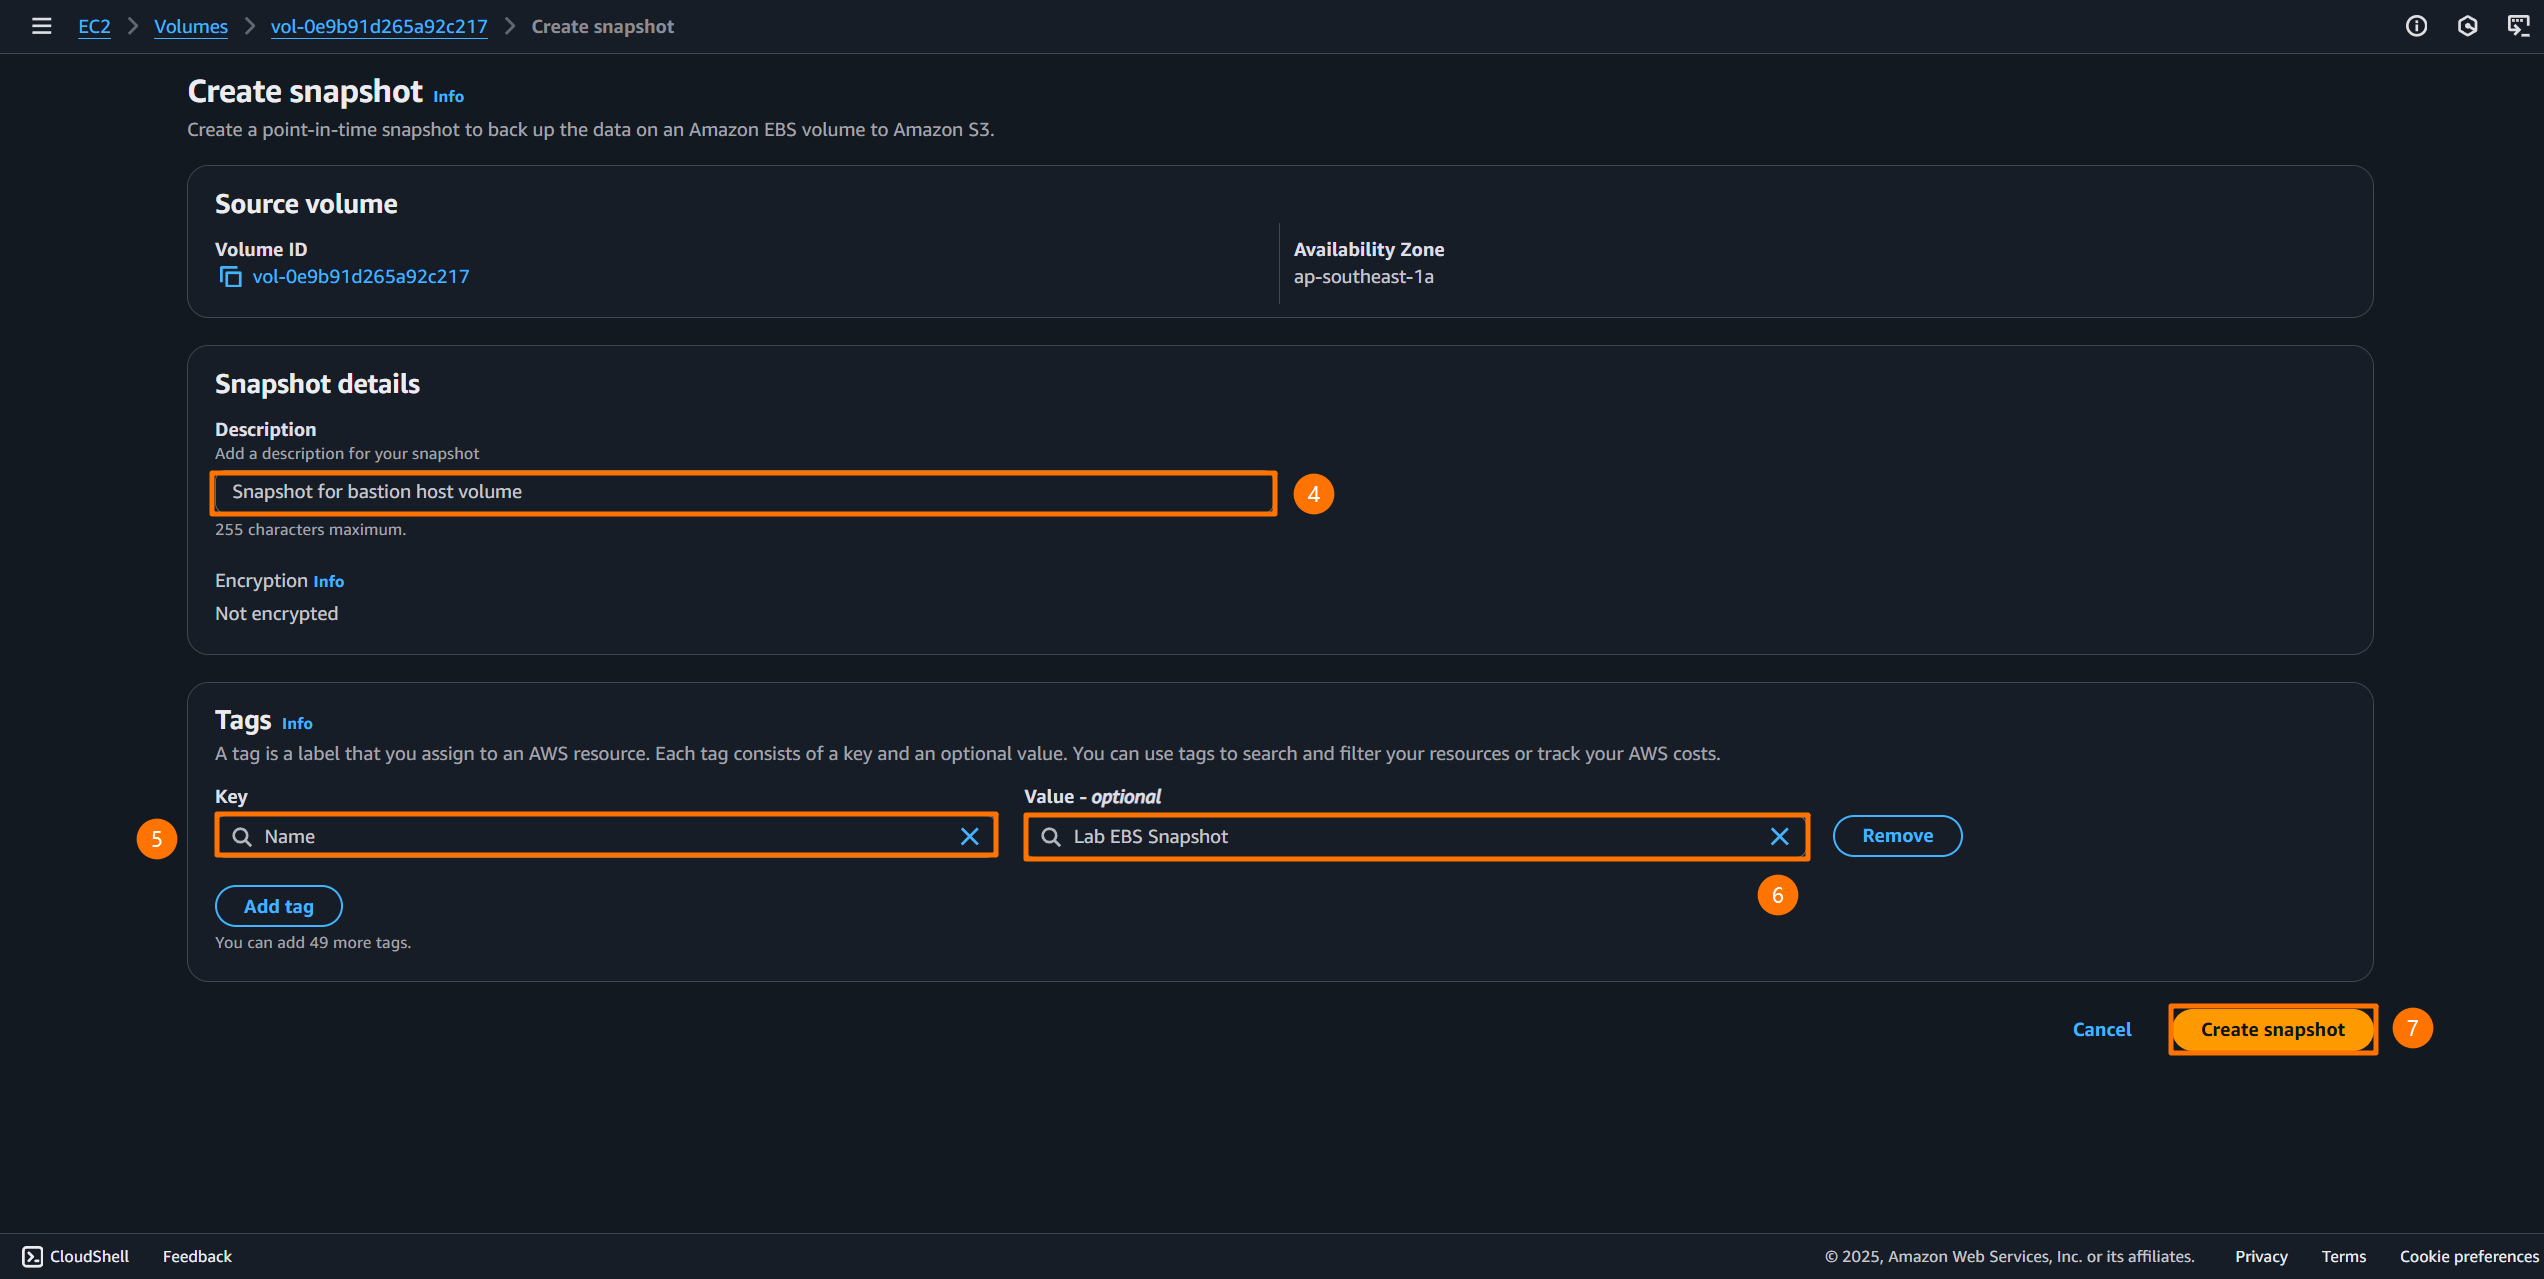 EC2 Volumes vol-0e9b91d265a92c217 Create snapshot
Create snapshot Info
Create a point-in-time snapshot to back up the data on an Amazon EBS volume to Amazon S3.
Source volume
Volume ID
vol-0e9b91d265a92c217
Availability Zone
ap-southeast-1a
Snapshot details
Description
Add a description for your snapshot
Snapshot for bastion host volume
4
255 characters maximum.
Encryption Info
Not encrypted
Tags Info
A tag is a label that you assign to an AWS resource. Each tag consists of a key and an optional value. You can use tags to search and filter your resources or track your AWS costs.
Key
Value - optional
5
Name
Lab EBS Snapshot
Remove
6
Add tag
You can add 49 more tags.
Cancel
Create snapshot
7
CloudShell Feedback
© 2025, Amazon Web Services, Inc. or its affiliates. Privacy Terms Cookie preferences